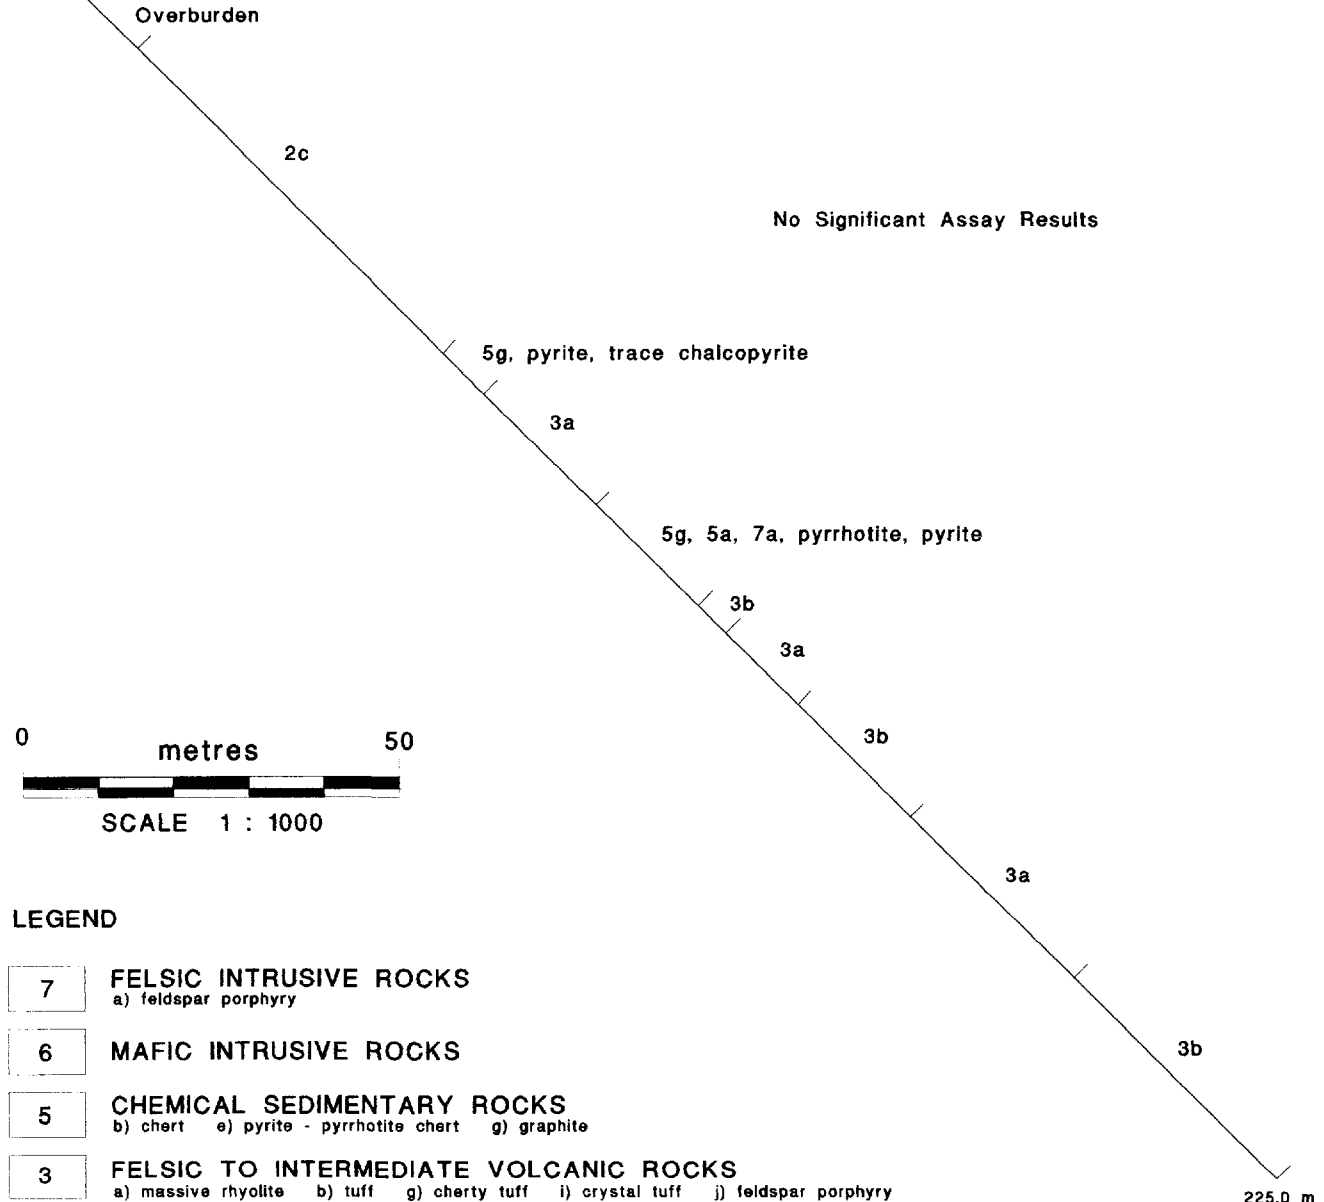 Overburden
2c
No Significant Assay Results
5g, pyrite, trace chalcopyrite
3a
5g, 5a, 7a, pyrrhotite, pyrite
3b
3a
3b
0 metres 50
SCALE 1 : 1000
3a
LEGEND
7 FELSIC INTRUSIVE ROCKS
a) feldspar porphyry
3b
6 MAFIC INTRUSIVE ROCKS
5 CHEMICAL SEDIMENTARY ROCKS
b) chert e) pyrite - pyrrhotite chert g) graphite
3 FELSIC TO INTERMEDIATE VOLCANIC ROCKS
a) massive rhyolite b) tuff g) cherty tuff i) crystal tuff j) feldspar porphyry
225.0 m